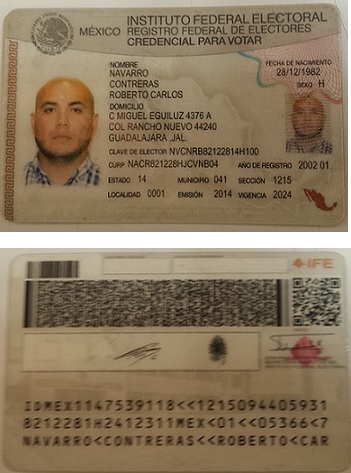 INSTITUTO FEDERAL ELECTORAL
MÉXICO REGISTRO FEDERAL DE ELECTORES
CREDENCIAL PARA VOTAR
NOMBRE
NAVARRO
CONTRERAS
ROBERTO CARLOS
FECHA DE NACIMIENTO
28/12/1982
SEXO H
DOMICILIO
C MIGUEL EGUILUZ 4376 A
COL RANCHO NUEVO 44240
GUADALAJARA ,JAL.
CLAVE DE ELECTOR NVCNRB82122814H100
CURP NACR821228HJCVNB04 AÑO DE REGISTRO 2002 01
ESTADO 14 MUNICIPIO 041 SECCIÓN 1215
LOCALIDAD 0001 EMISIÓN 2014 VIGENCIA 2024
IFE
IDMEX1147539118<<1215094405931
8212281H2412311MEX<01<<05366<7
NAVARRO<CONTRERAS<<ROBERTO<CAR